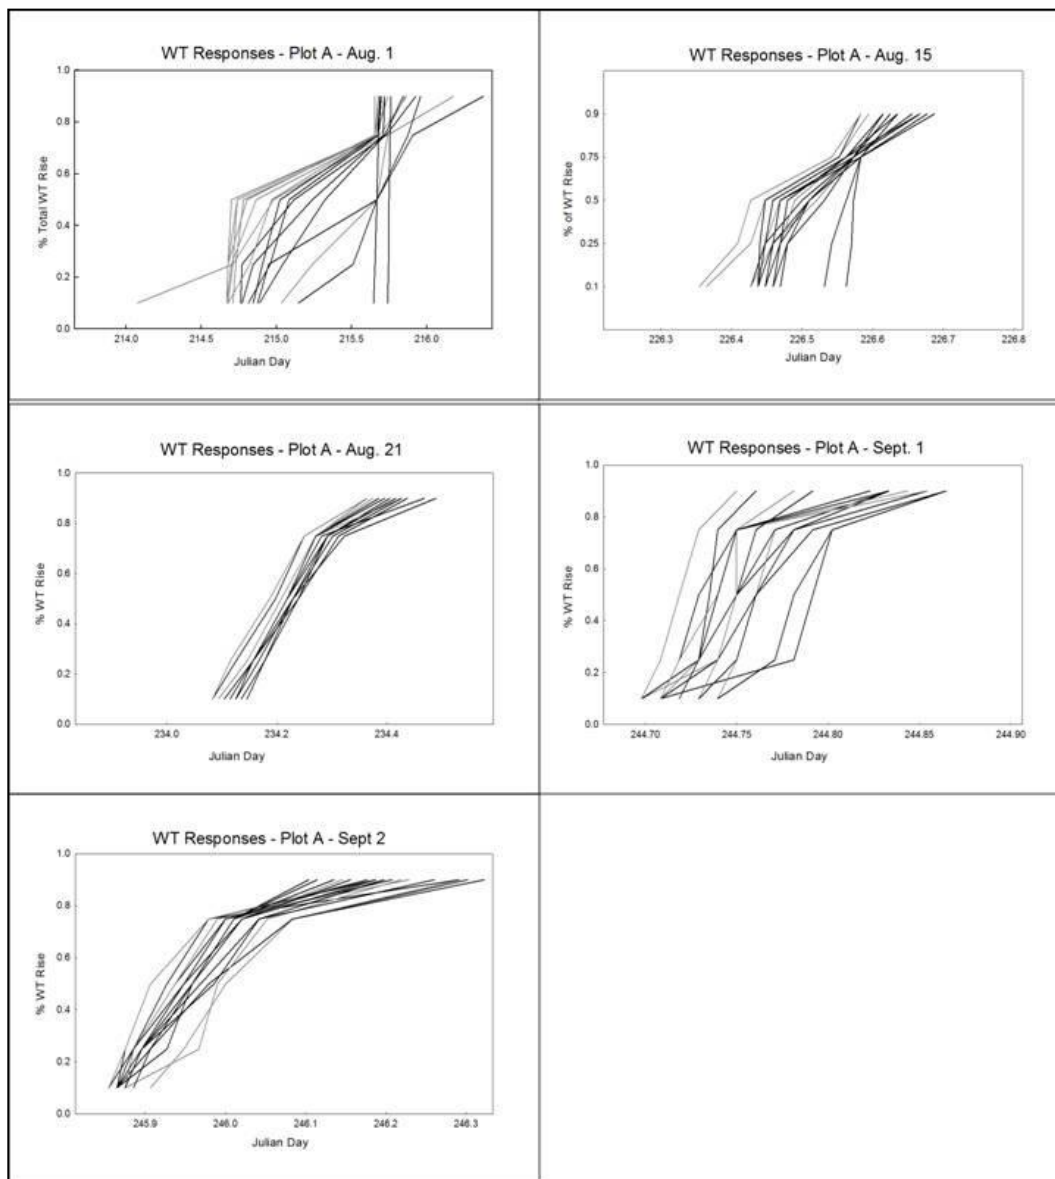 WT Responses - Plot A - Aug. 1
1.0
0.8
0.6
0.4
0.2
0.0
% Total WT Rise
214.0 214.5 215.0 215.5 216.0
Julian Day
WT Responses - Plot A - Aug. 15
0.9
0.75
0.5
0.25
0.1
% of WT Rise
226.3 226.4 226.5 226.6 226.7 226.8
Julian Day
WT Responses - Plot A - Aug. 21
1.0
0.8
0.6
0.4
0.2
0.0
% WT Rise
234.0 234.2 234.4
Julian Day
WT Responses - Plot A - Sept. 1
1.0
0.8
0.6
0.4
0.2
0.0
% WT Rise
244.70 244.75 244.80 244.85 244.90
Julian Day
WT Responses - Plot A - Sept 2
1.0
0.8
0.6
0.4
0.2
0.0
% WT Rise
245.9 246.0 246.1 246.2 246.3
Julian Day